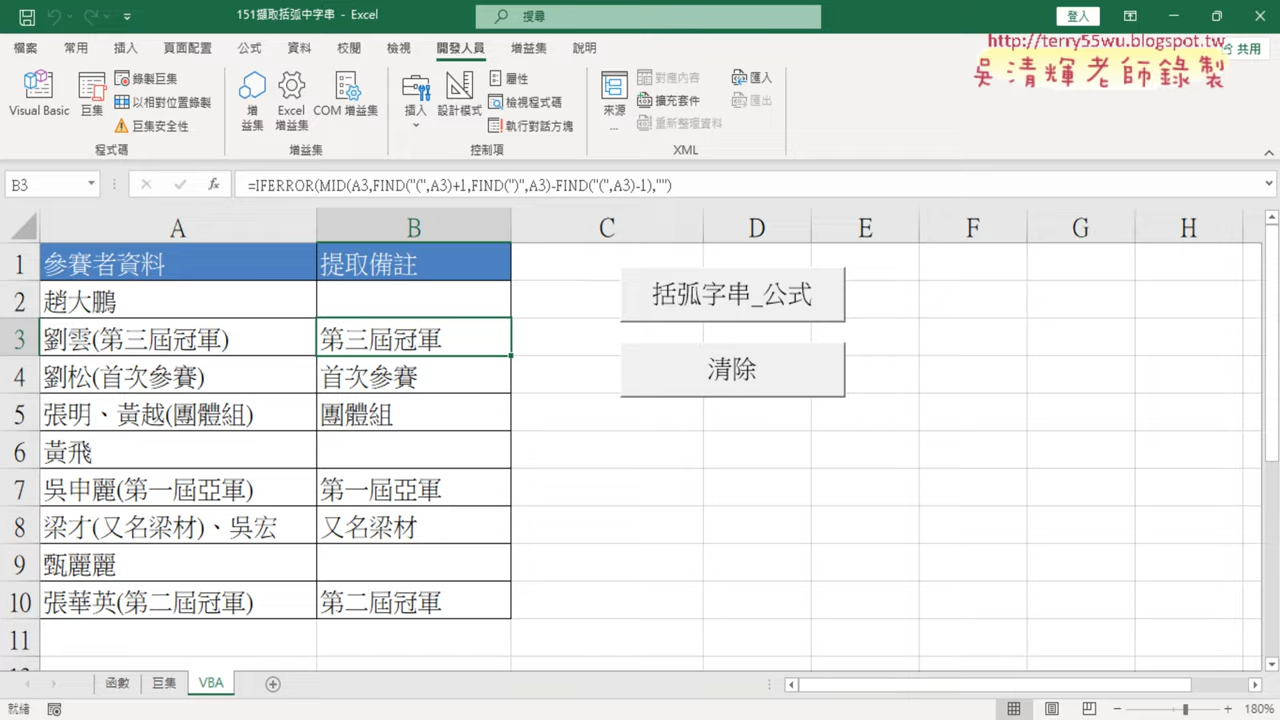 151擷取括弧中字串 - Excel
搜尋
登入
檔案 常用 插入 頁面配置 公式 資料 校閱 檢視 開發人員 增益集 說明
共用
http://terry55wu.blogspot.tw
吳清輝老師錄製
Visual Basic
巨集
錄製巨集
以相對位置錄製
巨集安全性
程式碼
增益集
Excel 增益集
COM 增益集
增益集
插入
設計模式
屬性
檢視程式碼
執行對話方塊
控制項
來源...
對應內容
擴充套件
重新整理資料
匯入
匯出
XML
B3
fx
=IFERROR(MID(A3,FIND("(",A3)+1,FIND(")",A3)-FIND("(",A3)-1),"")
A B C D E F G H
1 參賽者資料 提取備註
2 趙大鵬
3 劉雲(第三屆冠軍) 第三屆冠軍
4 劉松(首次參賽) 首次參賽
5 張明、黃越(團體組) 團體組
6 黃飛
7 吳申麗(第一屆亞軍) 第一屆亞軍
8 梁才(又名梁材)、吳宏 又名梁材
9 甄麗麗
10 張華英(第二屆冠軍) 第二屆冠軍
11
括弧字串_公式
清除
函數 巨集 VBA
就緒
180%